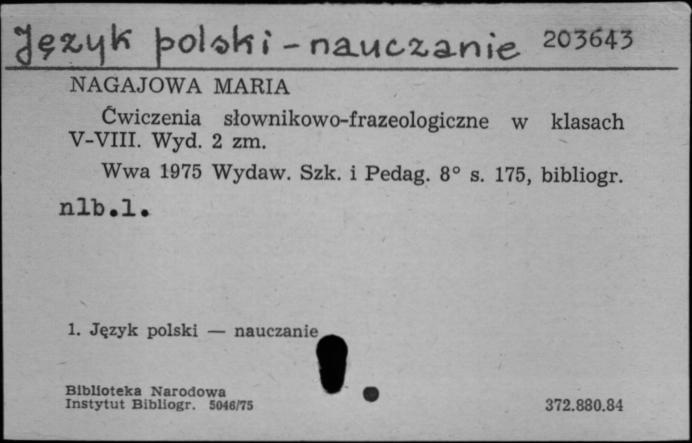 Język polski - nauczanie 203643
NAGAJOWA MARIA
Ćwiczenia słownikowo-frazeologiczne w klasach
V-VIII. Wyd. 2 zm.
Wwa 1975 Wydaw. Szk. i Pedag. 8° s. 175, bibliogr.
nlb.1.
1. Język polski — nauczanie
Biblioteka Narodowa
Instytut Bibliogr. 5046/75
372.880.84